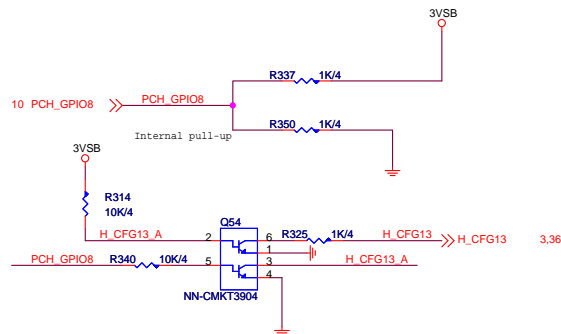 3VSB
R337 1K/4
10 PCH_GPIO8 PCH_GPIO8
R350 1K/4
Internal pull-up
3VSB
R314
10K/4
Q54
H_CFG13_A 2 6 R325 1K/4 H_CFG13 H_CFG13 3,36
1
PCH_GPIO8 R340 10K/4 5 3 H_CFG13_A
4
NN-CMKT3904